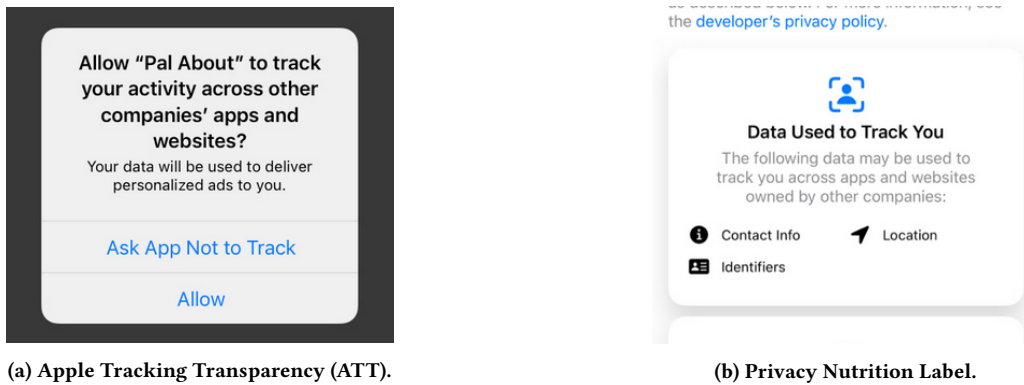 Allow “Pal About” to track
your activity across other
companies’ apps and
websites?
Your data will be used to deliver
personalized ads to you.
Ask App Not to Track
Allow
(a) Apple Tracking Transparency (ATT).
the developer’s privacy policy.
Data Used to Track You
The following data may be used to
track you across apps and websites
owned by other companies:
Contact Info
Location
Identifiers
(b) Privacy Nutrition Label.